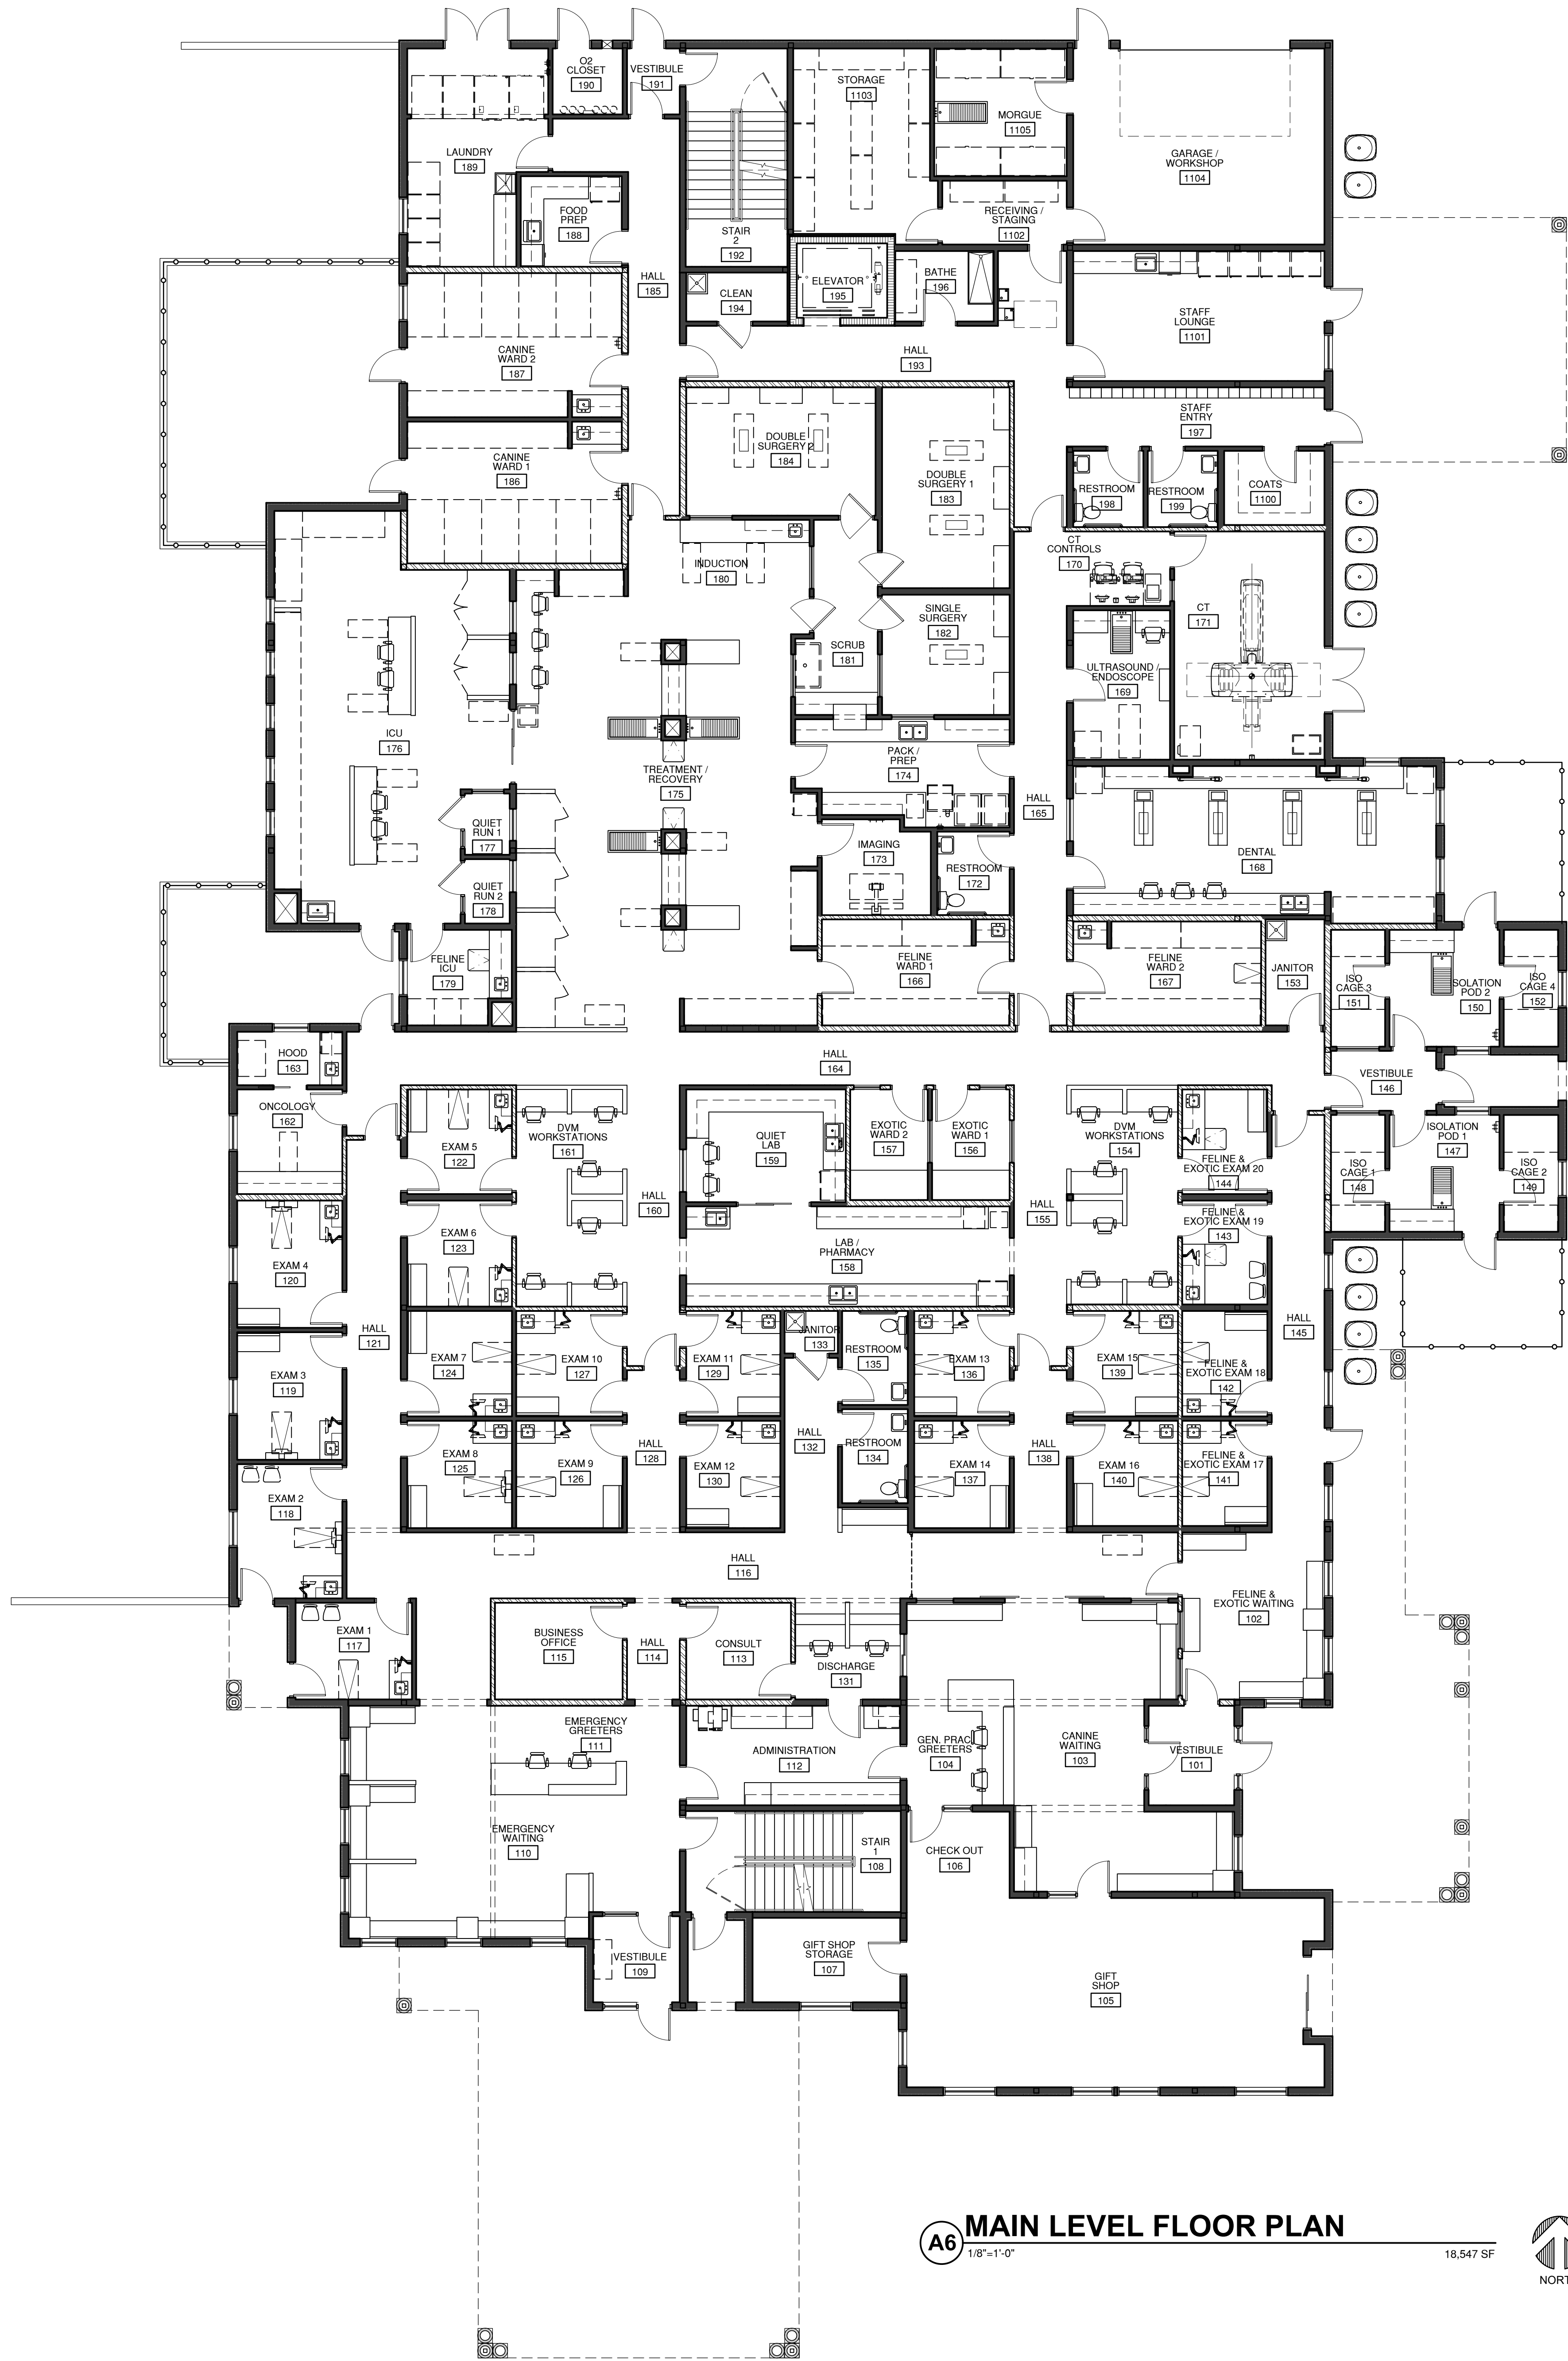 O2
CLOSET
190
VESTIBULE
191
STORAGE
1103
MORGUE
1105
LAUNDRY
189
GARAGE /
WORKSHOP
1104
FOOD
PREP
188
STAIR
2
192
RECEIVING /
STAGING
1102
HALL
185
CLEAN
194
ELEVATOR
195
BATHE
196
STAFF
LOUNGE
1101
CANINE
WARD 2
187
HALL
193
STAFF
ENTRY
197
DOUBLE
SURGERY 2
184
CANINE
WARD 1
186
DOUBLE
SURGERY 1
183
RESTROOM
198
RESTROOM
199
COATS
1100
CT
CONTROLS
170
INDUCTION
180
SINGLE
SURGERY
182
CT
171
SCRUB
181
ULTRASOUND /
ENDOSCOPE
169
ICU
176
PACK /
PREP
174
TREATMENT /
RECOVERY
175
HALL
165
QUIET
RUN 1
177
IMAGING
173
DENTAL
168
RESTROOM
172
QUIET
RUN 2
178
FELINE
ICU
179
FELINE
WARD 1
166
FELINE
WARD 2
167
JANITOR
153
ISO
CAGE 3
151
ISOLATION
POD 2
150
ISO
CAGE 4
152
HOOD
163
HALL
164
VESTIBULE
146
ONCOLOGY
162
EXAM 5
122
DVM
WORKSTATIONS
161
QUIET
LAB
159
EXOTIC
WARD 2
157
EXOTIC
WARD 1
156
DVM
WORKSTATIONS
154
FELINE &
EXOTIC EXAM 20
144
ISOLATION
POD 1
147
ISO
CAGE 1
148
ISO
CAGE 2
149
HALL
160
HALL
155
EXAM 6
123
FELINE &
EXOTIC EXAM 19
143
EXAM 4
120
LAB /
PHARMACY
158
HALL
121
HALL
145
EXAM 7
124
EXAM 10
127
EXAM 11
129
JANITOR
133
RESTROOM
135
EXAM 13
136
EXAM 15
139
FELINE &
EXOTIC EXAM 18
142
EXAM 3
119
EXAM 8
125
EXAM 9
126
HALL
128
EXAM 12
130
HALL
132
RESTROOM
134
EXAM 14
137
HALL
138
EXAM 16
140
FELINE &
EXOTIC EXAM 17
141
EXAM 2
118
HALL
116
FELINE &
EXOTIC WAITING
102
EXAM 1
117
BUSINESS
OFFICE
115
HALL
114
CONSULT
113
DISCHARGE
131
EMERGENCY
GREETERS
111
ADMINISTRATION
112
GEN. PRAC.
GREETERS
104
CANINE
WAITING
103
VESTIBULE
101
EMERGENCY
WAITING
110
STAIR
1
108
CHECK OUT
106
VESTIBULE
109
GIFT SHOP
STORAGE
107
GIFT
SHOP
105
A6
MAIN LEVEL FLOOR PLAN
1/8"=1'-0"
18,547 SF
NORT